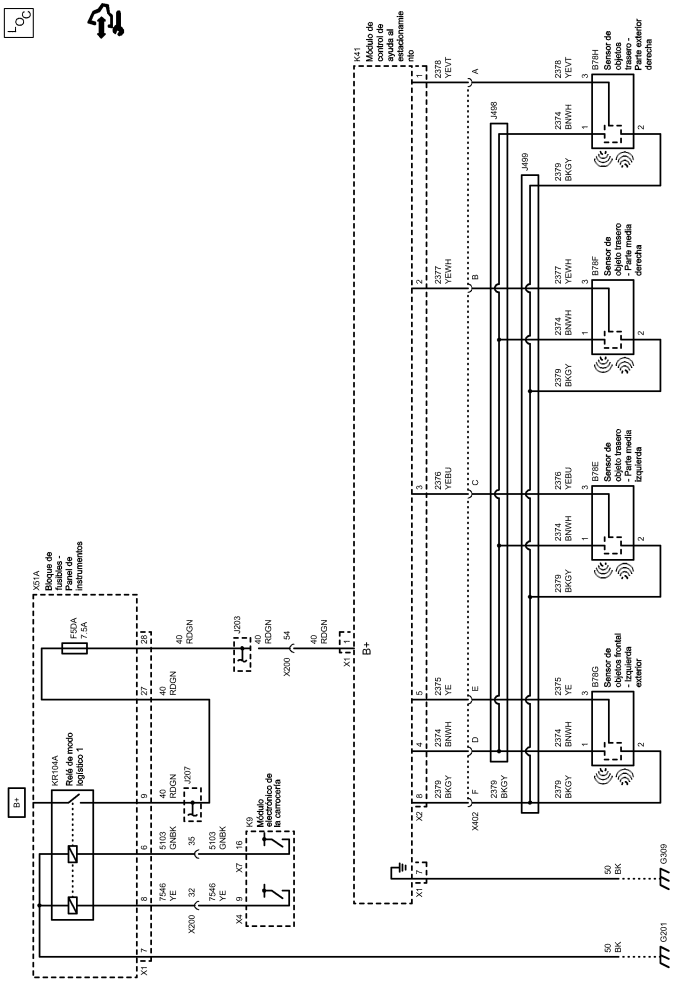 LOC
B+
X51A
Bloque de
fusibles -
Panel de
instrumentos
KR104A
Relé de modo
logístico 1
F5DA
7.5A
X1
7
8
6
9
27
28
7546
YE
5103
GNBK
40
RDGN
40
RDGN
40
RDGN
J207
J203
X200
32
35
7546
YE
5103
GNBK
40
RDGN
X200
54
40
RDGN
X4
9
X7
16
K9
Módulo
electrónico de
la carrocería
X1
1
B+
K41
Módulo de
control de
ayuda al
estacionamie
nto
X1
7
X2
8
4
5
3
2
1
2379
BKGY
2374
BNWH
2375
YE
2376
YEBU
2377
YEWH
2378
YEVT
X402
F
D
E
C
B
A
2379
BKGY
J498
J499
2379
BKGY
2374
BNWH
2375
YE
2379
BKGY
2374
BNWH
2376
YEBU
2379
BKGY
2374
BNWH
2377
YEWH
2379
BKGY
2374
BNWH
2378
YEVT
1
3
2
B78G
Sensor de
objetos frontal
- Izquierda
exterior
1
3
2
B78E
Sensor de
objeto trasero
- Parte media
izquierda
1
3
2
B78F
Sensor de
objeto trasero
- Parte media
derecha
1
3
2
B78H
Sensor de
objetos
trasero -
Parte exterior
derecha
50
BK
G201
50
BK
G309